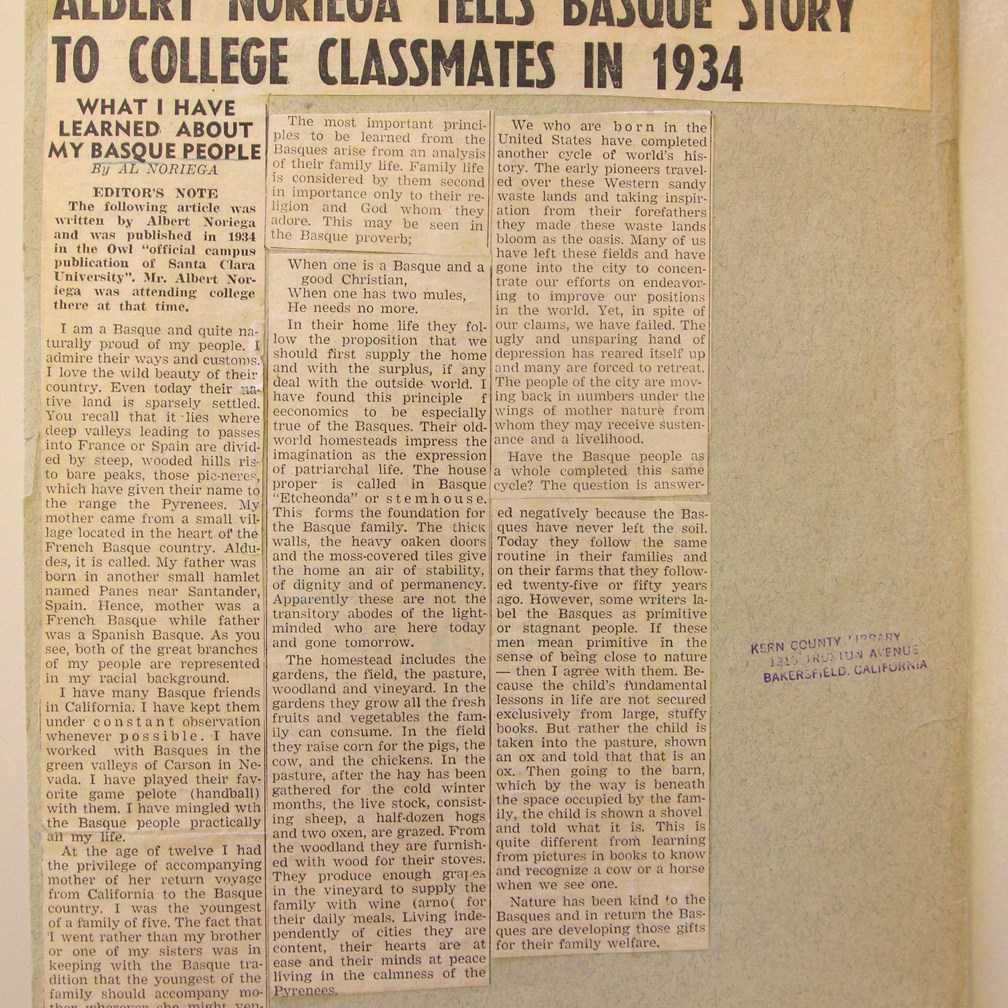 ALBERT NORIEGA TELLS BASQUE STORY
TO COLLEGE CLASSMATES IN 1934
WHAT I HAVE
LEARNED ABOUT
MY BASQUE PEOPLE
By AL NORIEGA
EDITOR'S NOTE
The following article was
written by Albert Noriega
and was published in 1934
in the Owl "official campus
publication of Santa Clara
University". Mr. Albert Nor-
iega was attending college
there at that time.
I am a Basque and quite na-
turally proud of my people. I
admire their ways and customs.
I love the wild beauty of their
country. Even today their na-
tive land is sparsely settled.
You recall that it lies where
deep valleys leading to passes
into France or Spain are divid-
ed by steep, wooded hills ris-
to bare peaks, those pic-neres,
which have given their name to
the range the Pyrenees. My
mother came from a small vil-
lage located in the heart of the
French Basque country. Aldu-
des, it is called. My father was
born in another small hamlet
named Panes near Santander,
Spain. Hence, mother was a
French Basque while father
was a Spanish Basque. As you
see, both of the great branches
of my people are represented
in my racial background.
I have many Basque friends
in California. I have kept them
under constant observation
whenever possible. I have
worked with Basques in the
green valleys of Carson in Ne-
vada. I have played their fav-
orite game pelote (handball)
with them. I have mingled wth
the Basque people practically
all my life.
At the age of twelve I had
the privilege of accompanying
mother of her return voyage
from California to the Basque
country. I was the youngest
of a family of five. The fact that
I went rather than my brother
or one of my sisters was in
keeping with the Basque tra-
dition that the youngest of the
family should accompany mo-
ther wherever she might ven-
The most important princi-
ples to be learned from the
Basques arise from an analysis
of their family life. Family life
is considered by them second
in importance only to their re-
ligion and God whom they
adore. This may be seen in
the Basque proverb;
When one is a Basque and a
good Christian,
When one has two mules,
He needs no more.
In their home life they fol-
low the proposition that we
should first supply the home
and with the surplus, if any
deal with the outside world. I
have found this principle f
eeconomics to be especially
true of the Basques. Their old-
world homesteads impress the
imagination as the expression
of patriarchal life. The house
proper is called in Basque
"Etcheonda" or stemhouse.
This forms the foundation for
the Basque family. The thick
walls, the heavy oaken doors
and the moss-covered tiles give
the home an air of stability,
of dignity and of permanency.
Apparently these are not the
transitory abodes of the light-
minded who are here today
and gone tomorrow.
The homestead includes the
gardens, the field, the pasture,
woodland and vineyard. In the
gardens they grow all the fresh
fruits and vegetables the fam-
ily can consume. In the field
they raise corn for the pigs, the
cow, and the chickens. In the
pasture, after the hay has been
gathered for the cold winter
months, the live stock, consist-
ing sheep, a half-dozen hogs
and two oxen, are grazed. From
the woodland they are furnish-
ed with wood for their stoves.
They produce enough grapes
in the vineyard to supply the
family with wine (arno( for
their daily meals. Living inde-
pendently of cities they are
content, their hearts are at
ease and their minds at peace
living in the calmness of the
Pyrenees.
We who are born in the
United States have completed
another cycle of world's his-
tory. The early pioneers travel-
ed over these Western sandy
waste lands and taking inspir-
ation from their forefathers
they made these waste lands
bloom as the oasis. Many of us
have left these fields and have
gone into the city to concen-
trate our efforts on endeavor-
ing to improve our positions
in the world. Yet, in spite of
our claims, we have failed. The
ugly and unsparing hand of
depression has reared itself up
and many are forced to retreat.
The people of the city are mov-
ing back in numbers under the
wings of mother nature from
whom they may receive susten-
ance and a livelihood.
Have the Basque people as
a whole completed this same
cycle? The question is answer-
ed negatively because the Bas-
ques have never left the soil.
Today they follow the same
routine in their families and
on their farms that they follow-
ed twenty-five or fifty years
ago. However, some writers la-
bel the Basques as primitive
or stagnant people. If these
men mean primitive in the
sense of being close to nature
— then I agree with them. Be-
cause the child's fundamental
lessons in life are not secured
exclusively from large, stuffy
books. But rather the child is
taken into the pasture, shown
an ox and told that that is an
ox. Then going to the barn,
which by the way is beneath
the space occupied by the fam-
ily, the child is shown a shovel
and told what it is. This is
quite different from learning
from pictures in books to know
and recognize a cow or a horse
when we see one.
Nature has been kind to the
Basques and in return the Bas-
ques are developing those gifts
for their family welfare.
KERN COUNTY LIBRARY
1315 TRUXTUN AVENUE
BAKERSFIELD, CALIFORNIA